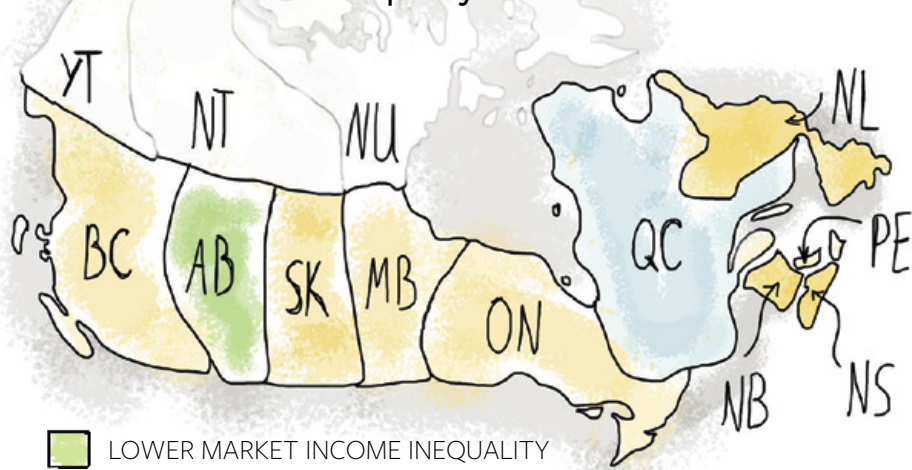 YT
NT
NU
NL
BC
AB
SK
MB
ON
QC
PE
NB
NS
LOWER MARKET INCOME INEQUALITY